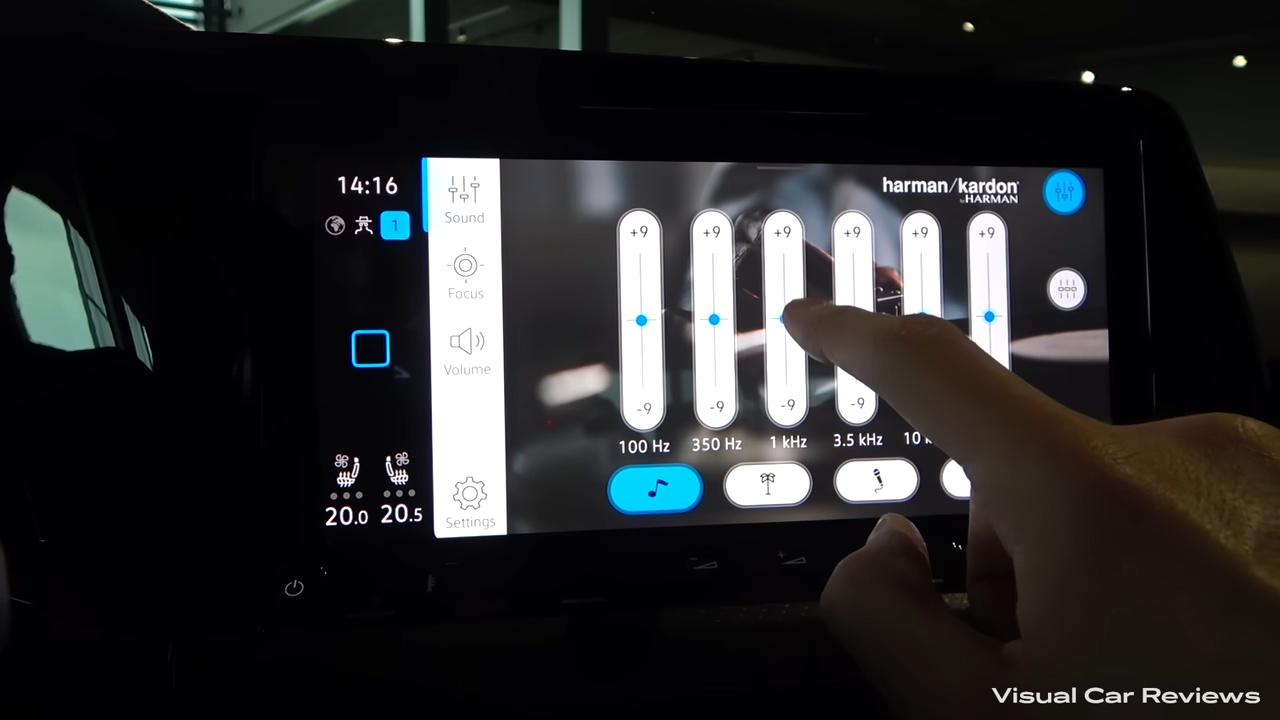 14:16
1
Sound
Focus
Volume
Settings
20.0
20.5
harman/kardon®
by HARMAN
+9 +9 +9 +9 +9 +9
-9 -9 -9 -9
100 Hz 350 Hz 1 kHz 3.5 kHz 10
Visual Car Reviews